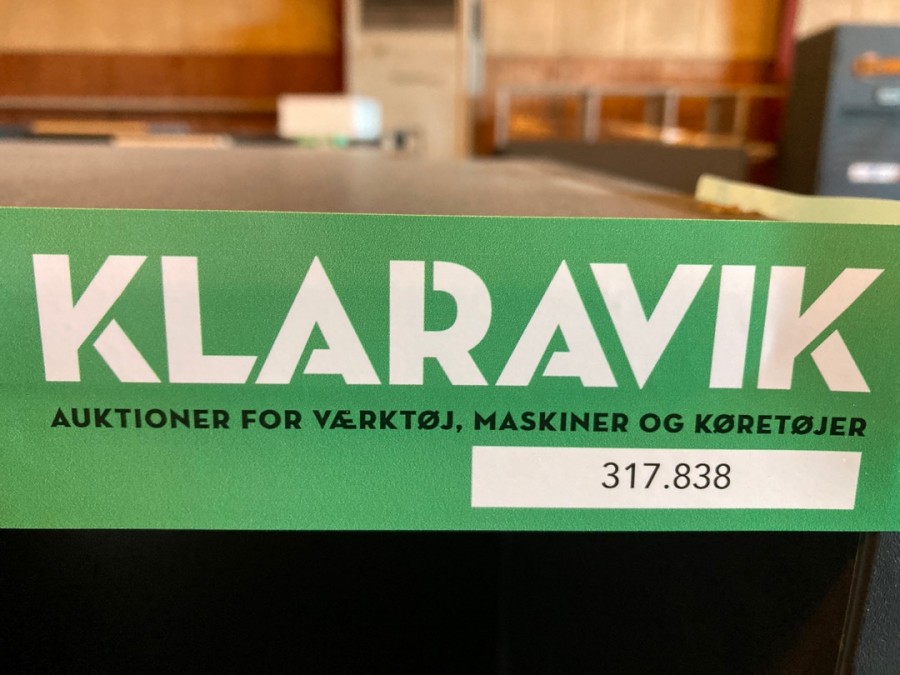 KLARAVIK
AUKTIONER FOR VÆRKTØJ, MASKINER OG KØRETØJER
317.838